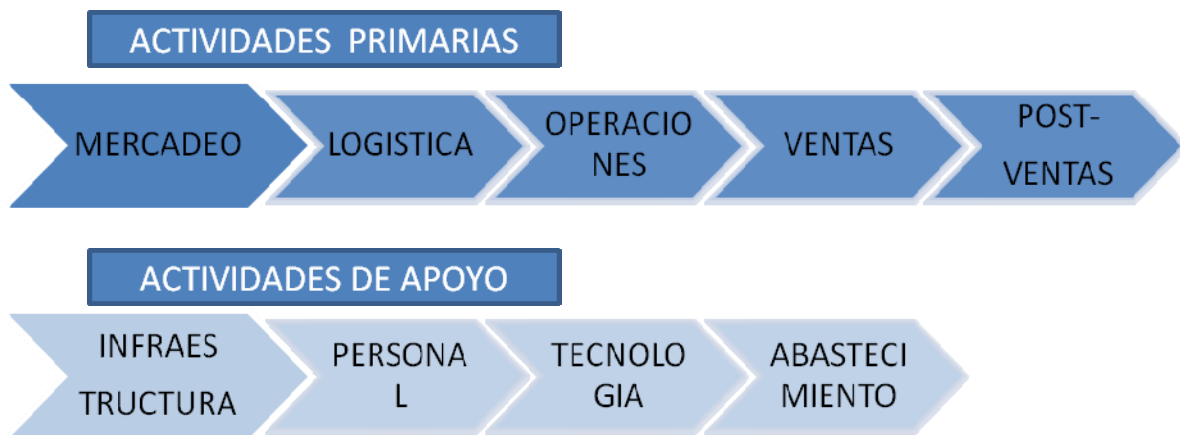 ACTIVIDADES PRIMARIAS
MERCADEO
LOGISTICA
OPERACIO
NES
VENTAS
POST-
VENTAS
ACTIVIDADES DE APOYO
INFRAES
TRUCTURA
PERSONA
L
TECNOLO
GIA
ABASTECI
MIENTO